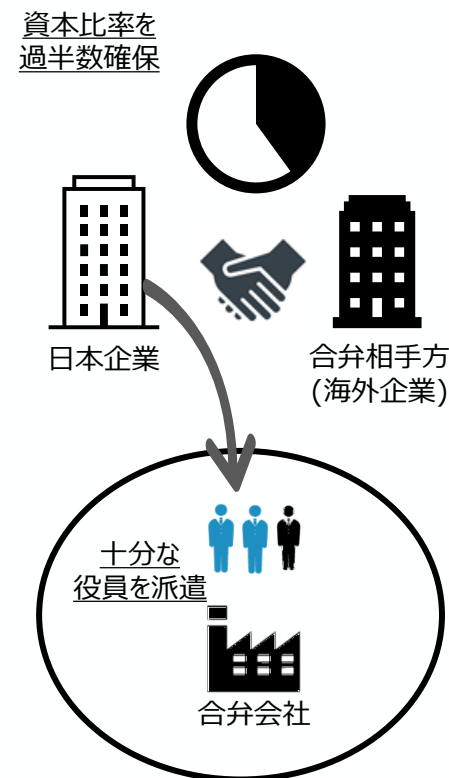 資本比率を
過半数確保
日本企業
合弁相手方
(海外企業)
十分な
役員を派遣
合弁会社